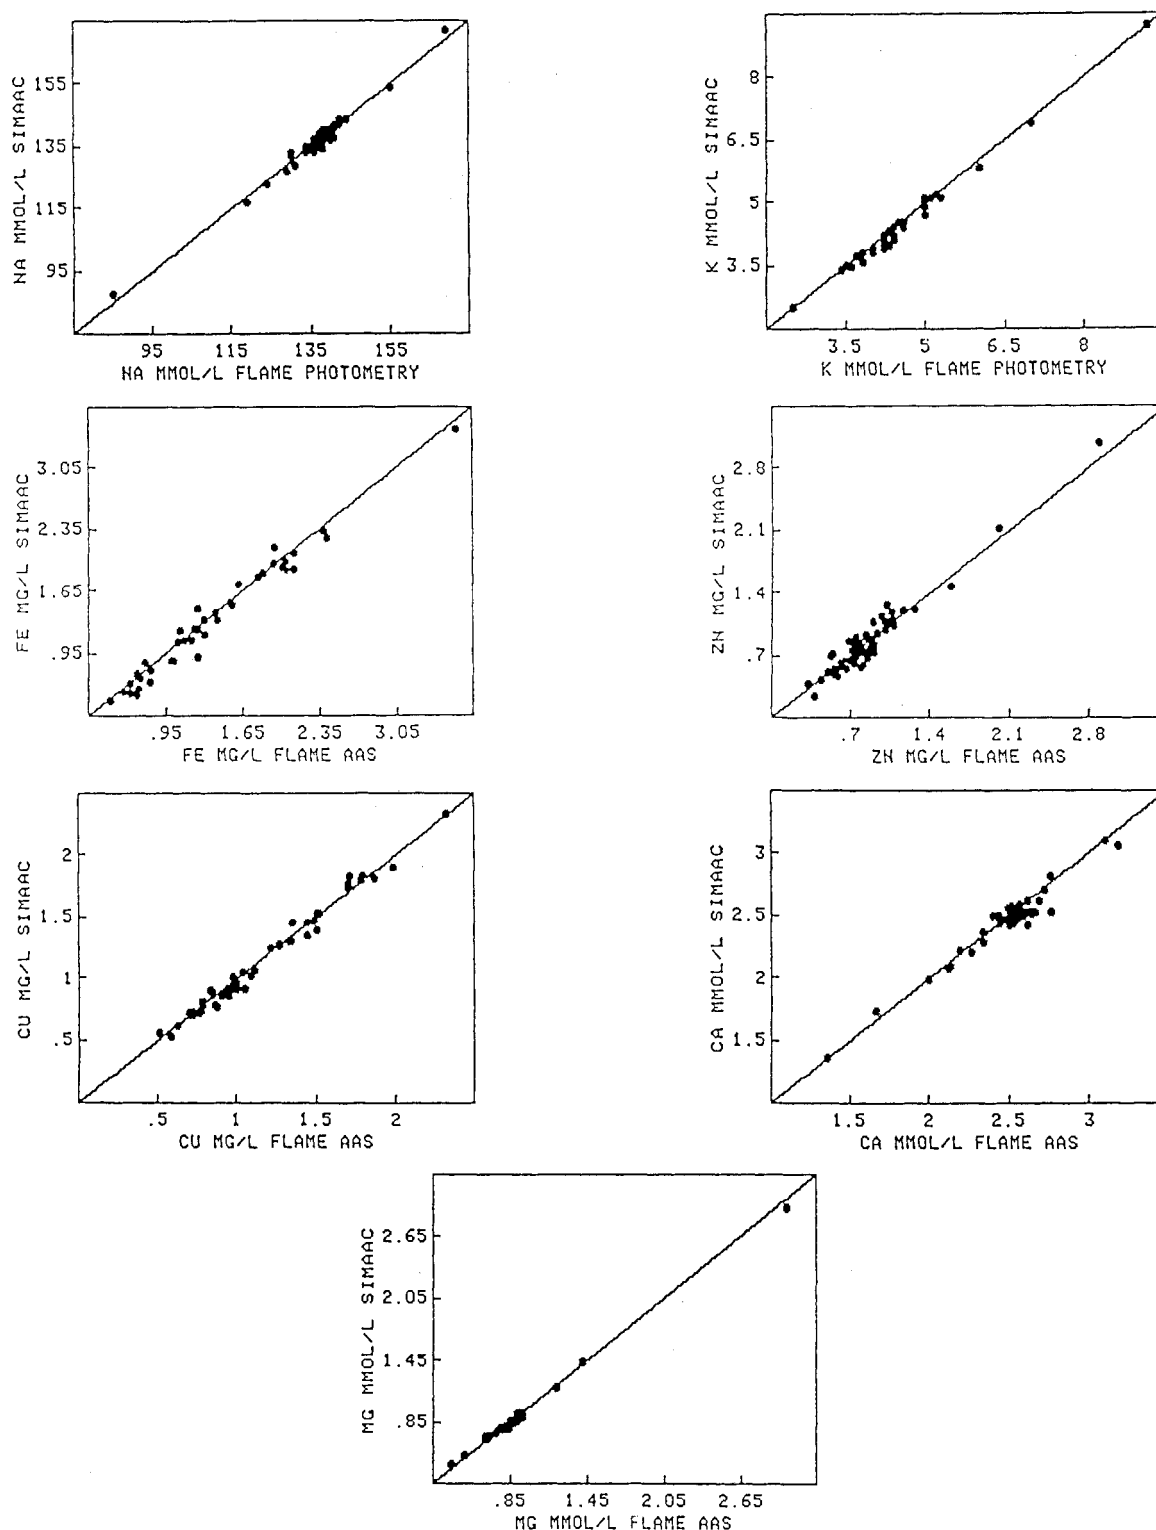 NA MMOL/L SIMAAC
155
135
115
95
95 115 135 155
NA MMOL/L FLAME PHOTOMETRY
K MMOL/L SIMAAC
8
6.5
5
3.5
3.5 5 6.5 8
K MMOL/L FLAME PHOTOMETRY
FE MG/L SIMAAC
3.05
2.35
1.65
.95
.95 1.65 2.35 3.05
FE MG/L FLAME AAS
ZN MG/L SIMAAC
2.8
2.1
1.4
.7
.7 1.4 2.1 2.8
ZN MG/L FLAME AAS
CU MG/L SIMAAC
2
1.5
1
.5
.5 1 1.5 2
CU MG/L FLAME AAS
CA MMOL/L SIMAAC
3
2.5
2
1.5
1.5 2 2.5 3
CA MMOL/L FLAME AAS
MG MMOL/L SIMAAC
2.65
2.05
1.45
.85
.85 1.45 2.05 2.65
MG MMOL/L FLAME AAS